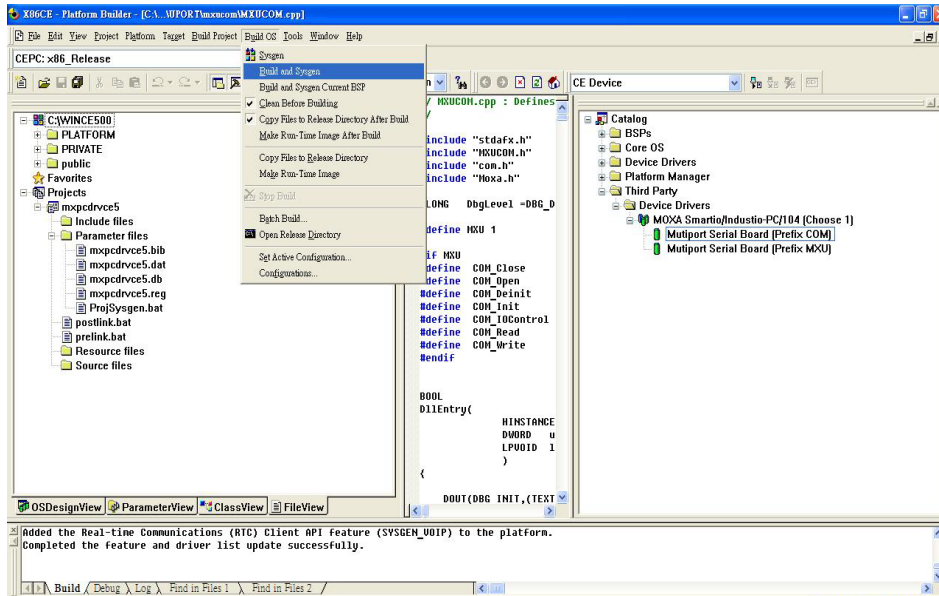 X86CE - Platform Builder - [C:\...\UPORT\mxucom\MXUCOM.cpp]
File Edit View Project Platform Target Build Project Build OS Tools Window Help
CEPC: x86_Release
CE Device
Sysgen
Build and Sysgen
Build and Sysgen Current BSP
Clean Before Building
Copy Files to Release Directory After Build
Make Run-Time Image After Build
Copy Files to Release Directory
Make Run-Time Image
Stop Build
Batch Build...
Open Release Directory
Set Active Configuration...
Configurations...
C:\WINCE500
PLATFORM
PRIVATE
public
Favorites
Projects
mxpcdrvce5
Include files
Parameter files
mxpcdrvce5.bib
mxpcdrvce5.dat
mxpcdrvce5.db
mxpcdrvce5.reg
ProjSysgen.bat
postlink.bat
prelink.bat
Resource files
Source files
OSDesignView ParameterView ClassView FileView
/ MXUCOM.cpp : Defines
/
include "stdafx.h"
include "MXUCOM.h"
include "com.h"
include "Moxa.h"
LONG DbgLevel =DBG_D
define MXU 1
if MXU
define COM_Close
define COM_Open
#define COM_Deinit
#define COM_Init
#define COM_IOControl
#define COM_Read
#define COM_Write
#endif
BOOL
DllEntry(
HINSTANCE
DWORD u
LPVOID l
)
{
DOUT(DBG_INIT,(TEXT
Catalog
BSPs
Core OS
Device Drivers
Platform Manager
Third Party
Device Drivers
MOXA Smartio/Industio-PC/104 (Choose 1)
Mutiport Serial Board (Prefix COM)
Mutiport Serial Board (Prefix MXU)
Added the Real-time Communications (RTC) Client API feature (SYSGEN_VOIP) to the platform.
Completed the feature and driver list update successfully.
Build Debug Log Find in Files 1 Find in Files 2